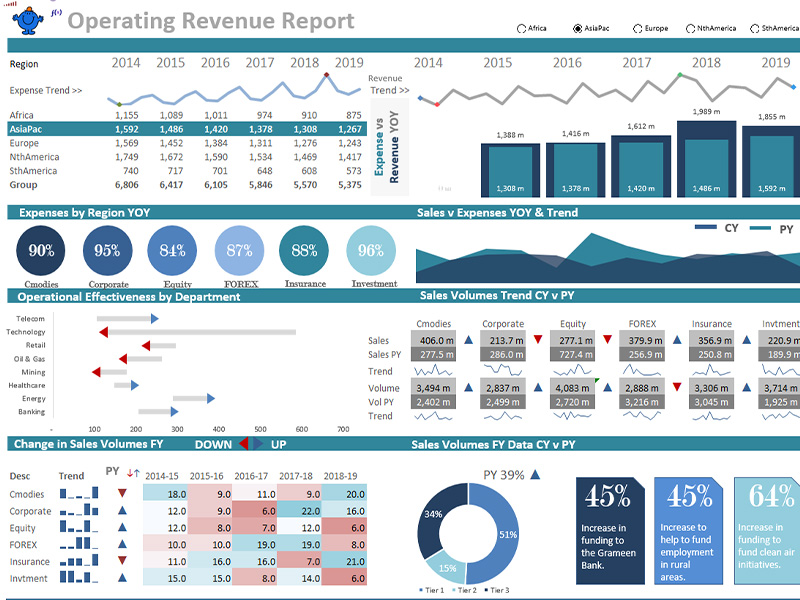 f(x) Operating Revenue Report
Africa AsiaPac Europe NthAmerica SthAmerica
Region 2014 2015 2016 2017 2018 2019
Expense Trend >>
Africa 1,155 1,089 1,011 974 910 875
AsiaPac 1,592 1,486 1,420 1,378 1,308 1,267
Europe 1,569 1,452 1,384 1,311 1,276 1,243
NthAmerica 1,749 1,672 1,590 1,534 1,469 1,417
SthAmerica 740 717 701 648 608 573
Group 6,806 6,417 6,105 5,846 5,570 5,375
Revenue
Trend >>
Expense vs
Revenue YOY
2014 2015 2016 2017 2018 2019
1,388 m 1,416 m 1,612 m 1,989 m 1,855 m
1,308 m 1,378 m 1,420 m 1,486 m 1,592 m
Expenses by Region YOY
90% 95% 84% 87% 88% 96%
Cmodies Corporate Equity FOREX Insurance Investment
Sales v Expenses YOY & Trend
CY PY
Operational Effectiveness by Department
Telecom
Technology
Retail
Oil & Gas
Mining
Healthcare
Energy
Banking
- 100 200 300 400 500 600 700
Sales Volumes Trend CY v PY
Cmodies Corporate Equity FOREX Insurance Invtment
Sales 406.0 m 213.7 m 277.1 m 379.9 m 356.9 m 220.9 m
Sales PY 277.5 m 286.0 m 727.4 m 256.9 m 250.8 m 189.9 m
Trend
Volume 3,494 m 2,837 m 4,083 m 2,888 m 3,306 m 3,714 m
Vol PY 2,402 m 2,499 m 2,720 m 3,216 m 3,045 m 1,925 m
Trend
Change in Sales Volumes FY DOWN UP
Desc Trend PY 2014-15 2015-16 2016-17 2017-18 2018-19
Cmodies 18.0 9.0 11.0 9.0 20.0
Corporate 12.0 9.0 6.0 22.0 16.0
Equity 12.0 8.0 7.0 12.0 6.0
FOREX 10.0 10.0 19.0 19.0 8.0
Insurance 11.0 16.0 16.0 7.0 21.0
Invtment 15.0 15.0 8.0 14.0 6.0
Sales Volumes FY Data CY v PY
PY 39%
34%
51%
15%
Tier 1 Tier 2 Tier 3
45%
Increase in
funding to
the Grameen
Bank.
45%
Increase to
help to fund
employment
in rural
areas.
64%
Increase in
funding to
fund clean air
initiatives.